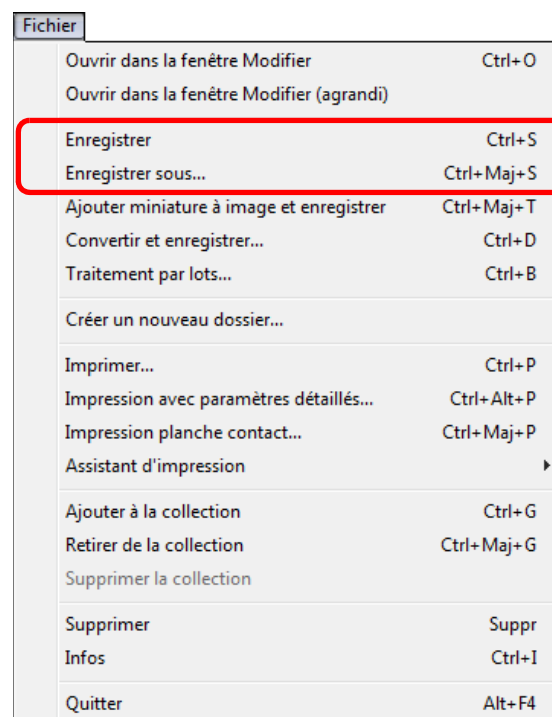 Fichier
Ouvrir dans la fenêtre Modifier Ctrl+O
Ouvrir dans la fenêtre Modifier (agrandi)
Enregistrer Ctrl+S
Enregistrer sous... Ctrl+Maj+S
Ajouter miniature à image et enregistrer Ctrl+Maj+T
Convertir et enregistrer... Ctrl+D
Traitement par lots... Ctrl+B
Créer un nouveau dossier...
Imprimer... Ctrl+P
Impression avec paramètres détaillés... Ctrl+Alt+P
Impression planche contact... Ctrl+Maj+P
Assistant d'impression
Ajouter à la collection Ctrl+G
Retirer de la collection Ctrl+Maj+G
Supprimer la collection
Supprimer Suppr
Infos Ctrl+I
Quitter Alt+F4